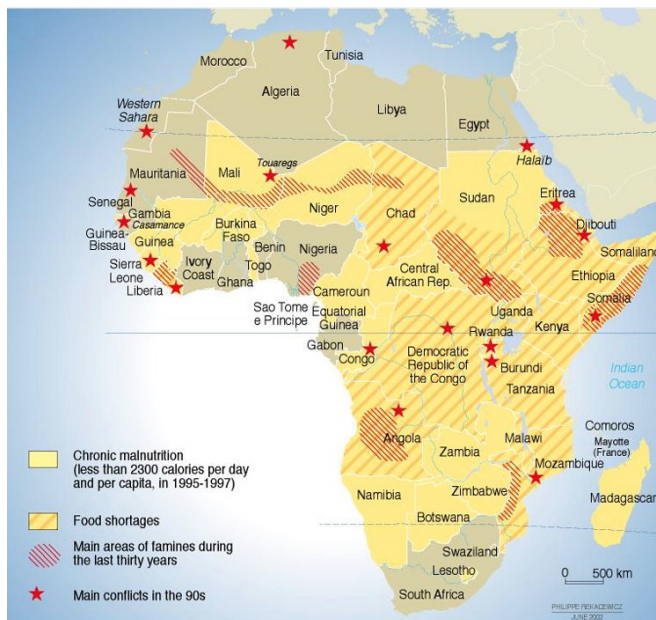 Morocco
Tunisia
Algeria
Libya
Egypt
Western
Sahara
Mauritania
Mali
Touaregs
Niger
Chad
Sudan
Halaïb
Eritrea
Djibouti
Somaliland
Senegal
Gambia
Casamance
Guinea-
Bissau
Guinea
Burkina
Faso
Benin
Nigeria
Sierra
Leone
Liberia
Ivory
Coast
Ghana
Togo
Central
African Rep.
Ethiopia
Somalia
Cameroun
Sao Tome
e Principe
Equatorial
Guinea
Gabon
Congo
Uganda
Kenya
Rwanda
Democratic
Republic of
the Congo
Burundi
Tanzania
Indian
Ocean
Angola
Zambia
Malawi
Comoros
Mayotte
(France)
Mozambique
Madagascar
Namibia
Zimbabwe
Botswana
Swaziland
Lesotho
South Africa
Chronic malnutrition
(less than 2300 calories per day
and per capita, in 1995-1997)
Food shortages
Main areas of famines during
the last thirty years
Main conflicts in the 90s
0 500 km
PHILIPPE REKACEWICZ
JUNE 2002